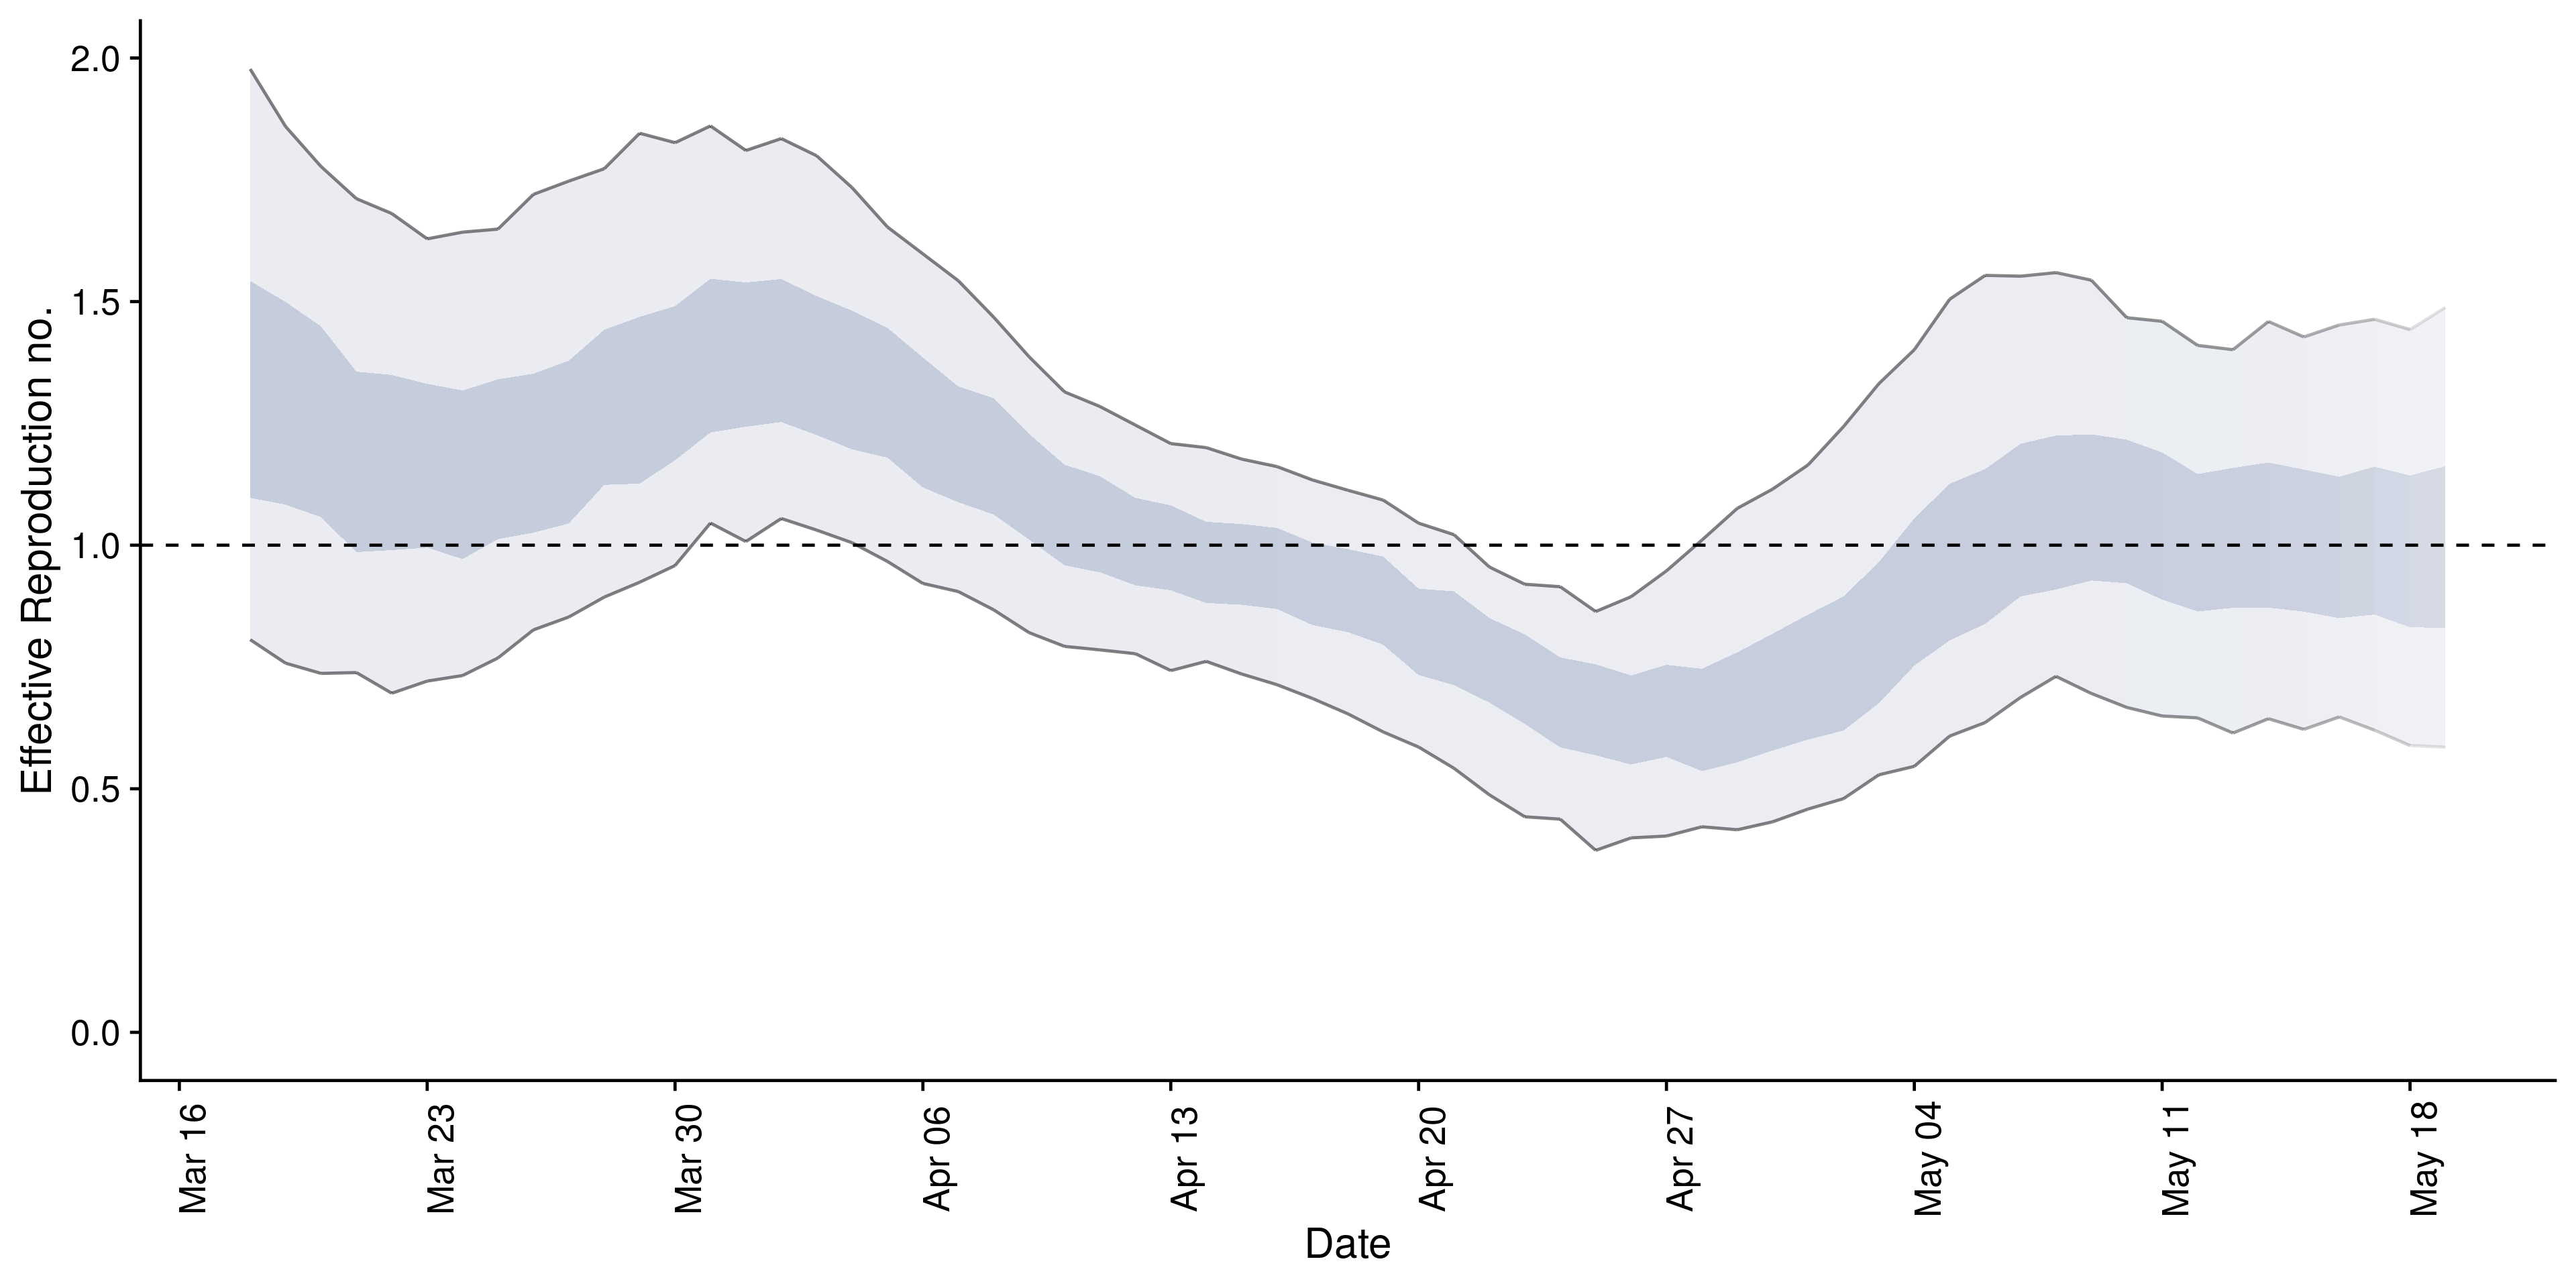 Effective Reproduction no.
2.0
1.5
1.0
0.5
0.0
Mar 16
Mar 23
Mar 30
Apr 06
Apr 13
Apr 20
Apr 27
May 04
May 11
May 18
Date